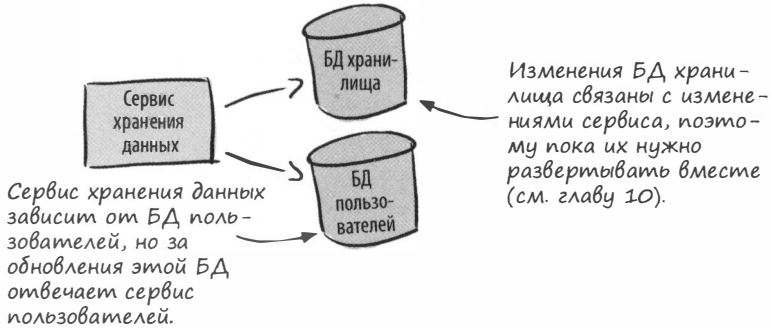 Сервис
хранения
данных
БД храни-
лища
БД
пользо-
вателей
Изменения БД храни-
лища связаны с измене-
ниями сервиса, поэто-
му пока их нужно
развертывать вместе
(см. главу 10).
Сервис хранения данных
зависит от БД поль-
зователей, но за
обновления этой БД
отвечает сервис
пользователей.